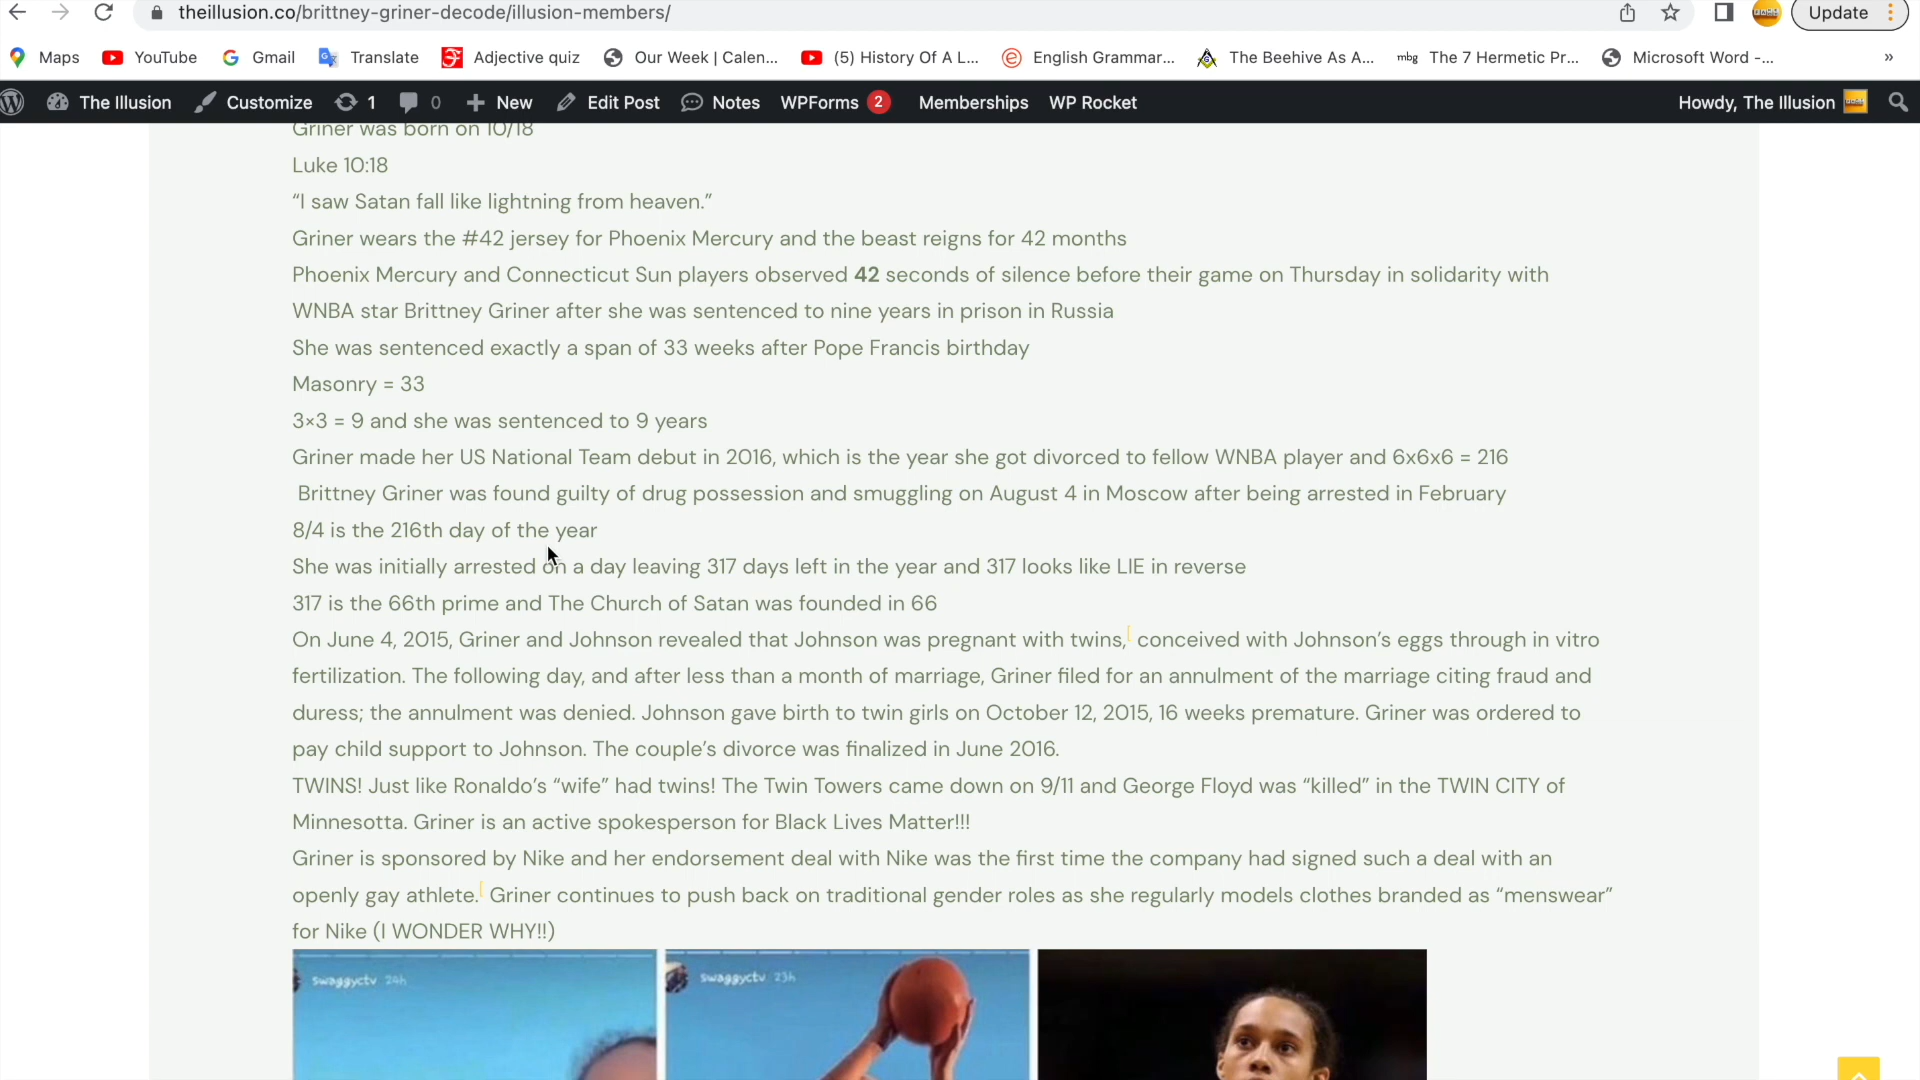 theillusion.co/brittney-griner-decode/illusion-members/
Update
Maps
YouTube
Gmail
Translate
Adjective quiz
Our Week | Calen...
(5) History Of A L...
English Grammar...
The Beehive As A...
mbg
The 7 Hermetic Pr...
Microsoft Word -...
»
The Illusion
Customize
1
0
New
Edit Post
Notes
WPForms 2
Memberships
WP Rocket
Howdy, The Illusion
Griner was born on 10/18
Luke 10:18
“I saw Satan fall like lightning from heaven.”
Griner wears the #42 jersey for Phoenix Mercury and the beast reigns for 42 months
Phoenix Mercury and Connecticut Sun players observed 42 seconds of silence before their game on Thursday in solidarity with
WNBA star Brittney Griner after she was sentenced to nine years in prison in Russia
She was sentenced exactly a span of 33 weeks after Pope Francis birthday
Masonry = 33
3×3 = 9 and she was sentenced to 9 years
Griner made her US National Team debut in 2016, which is the year she got divorced to fellow WNBA player and 6x6x6 = 216
Brittney Griner was found guilty of drug possession and smuggling on August 4 in Moscow after being arrested in February
8/4 is the 216th day of the year
She was initially arrested on a day leaving 317 days left in the year and 317 looks like LIE in reverse
317 is the 66th prime and The Church of Satan was founded in 66
On June 4, 2015, Griner and Johnson revealed that Johnson was pregnant with twins,[ conceived with Johnson’s eggs through in vitro
fertilization. The following day, and after less than a month of marriage, Griner filed for an annulment of the marriage citing fraud and
duress; the annulment was denied. Johnson gave birth to twin girls on October 12, 2015, 16 weeks premature. Griner was ordered to
pay child support to Johnson. The couple’s divorce was finalized in June 2016.
TWINS! Just like Ronaldo’s “wife” had twins! The Twin Towers came down on 9/11 and George Floyd was “killed” in the TWIN CITY of
Minnesotta. Griner is an active spokesperson for Black Lives Matter!!!
Griner is sponsored by Nike and her endorsement deal with Nike was the first time the company had signed such a deal with an
openly gay athlete.[ Griner continues to push back on traditional gender roles as she regularly models clothes branded as “menswear”
for Nike (I WONDER WHY!!)
swaggyctv 24h
swaggyctv 23h